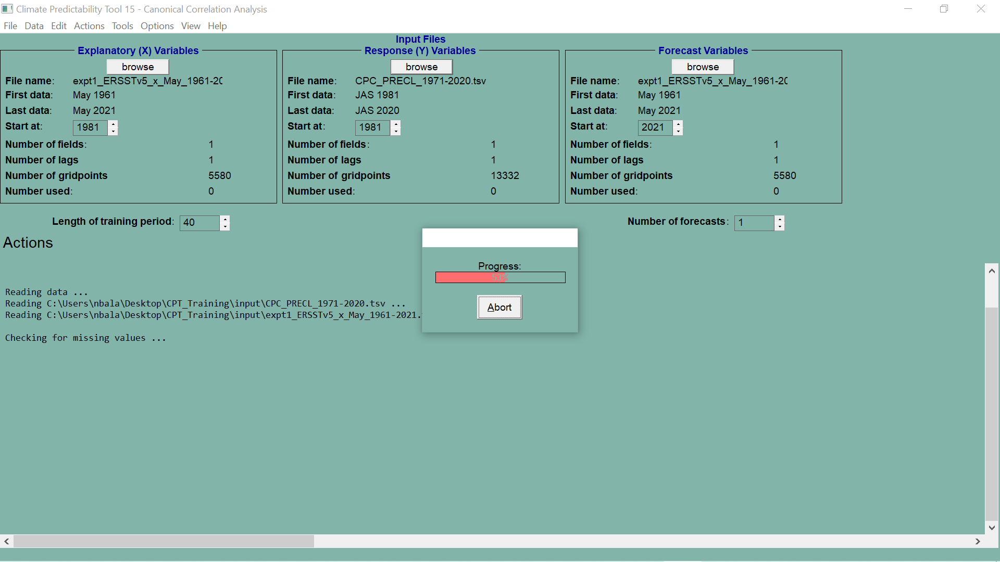 Climate Predictability Tool 15 - Canonical Correlation Analysis
File Data Edit Actions Tools Options View Help
Input Files
Explanatory (X) Variables
browse
File name: expt1_ERSSTv5_x_May_1961-20
First data: May 1961
Last data: May 2021
Start at: 1981
Number of fields: 1
Number of lags 1
Number of gridpoints 5580
Number used: 0
Response (Y) Variables
browse
File name: CPC_PRECL_1971-2020.tsv
First data: JAS 1981
Last data: JAS 2020
Start at: 1981
Number of fields: 1
Number of lags 1
Number of gridpoints 13332
Number used: 0
Forecast Variables
browse
File name: expt1_ERSSTv5_x_May_1961-20
First data: May 1961
Last data: May 2021
Start at: 2021
Number of fields: 1
Number of lags 1
Number of gridpoints 5580
Number used: 0
Length of training period: 40
Number of forecasts: 1
Actions
Progress:
53%
Abort
Reading data ...
Reading C:\Users\nbala\Desktop\CPT_Training\input\CPC_PRECL_1971-2020.tsv ...
Reading C:\Users\nbala\Desktop\CPT_Training\input\expt1_ERSSTv5_x_May_1961-2021.
Checking for missing values ...